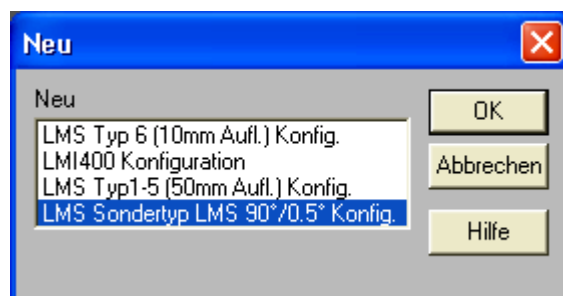 Neu
Neu
LMS Typ 6 (10mm Aufl.) Konfig.
LMI400 Konfiguration
LMS Typ1-5 (50mm Aufl.) Konfig.
LMS Sondertyp LMS 90°/0.5° Konfig.
OK
Abbrechen
Hilfe